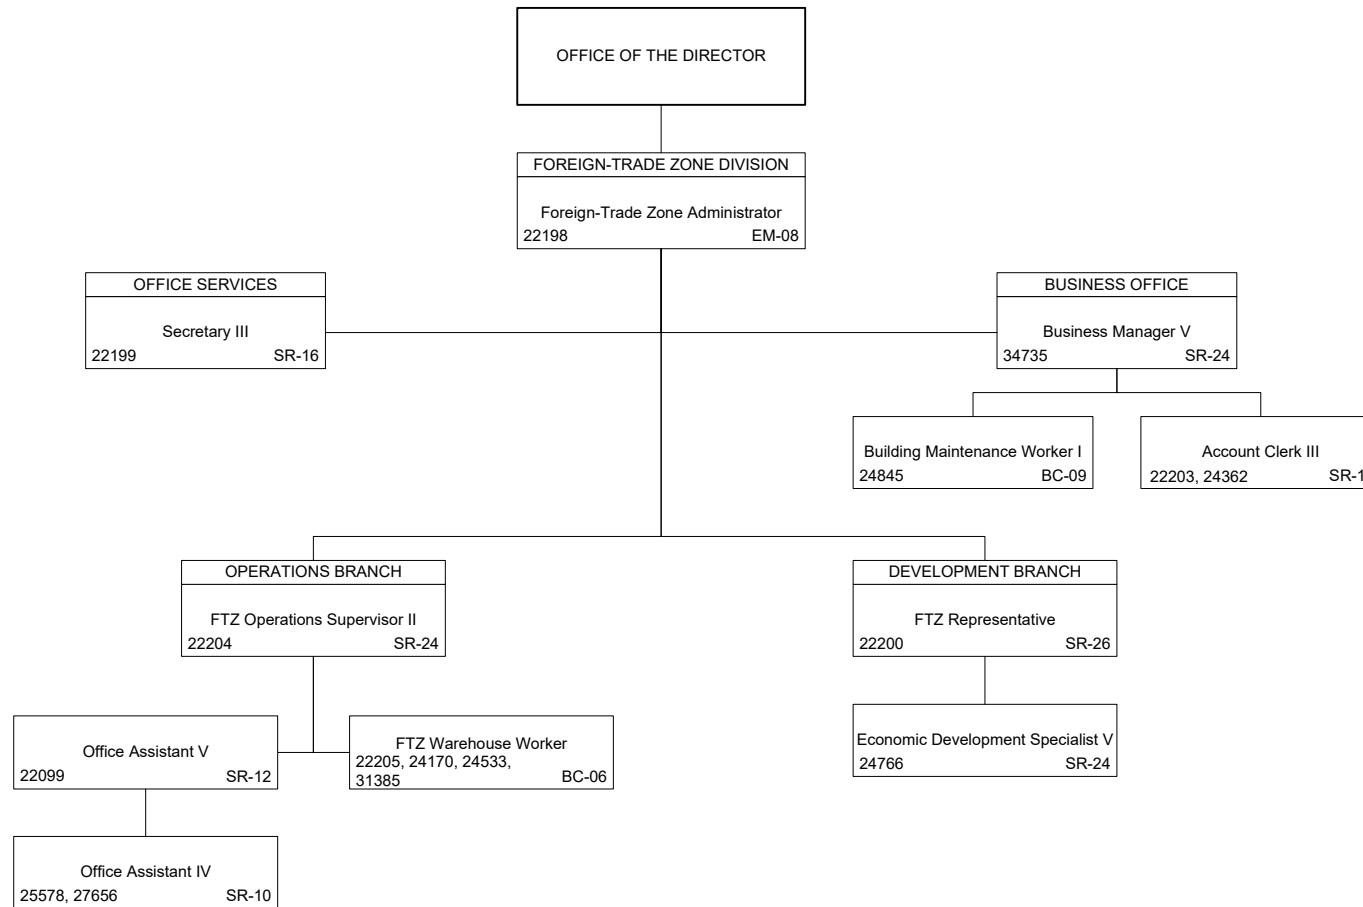 OFFICE OF THE DIRECTOR
FOREIGN-TRADE ZONE DIVISION
Foreign-Trade Zone Administrator
22198 EM-08
OFFICE SERVICES
Secretary III
22199 SR-16
BUSINESS OFFICE
Business Manager V
34735 SR-24
Building Maintenance Worker I
24845 BC-09
Account Clerk III
22203, 24362
OPERATIONS BRANCH
FTZ Operations Supervisor II
22204 SR-24
DEVELOPMENT BRANCH
FTZ Representative
22200 SR-26
Office Assistant V
22099 SR-12
FTZ Warehouse Worker
22205, 24170, 24533,
31385 BC-06
Economic Development Specialist V
24766 SR-24
Office Assistant IV
25578, 27656 SR-10